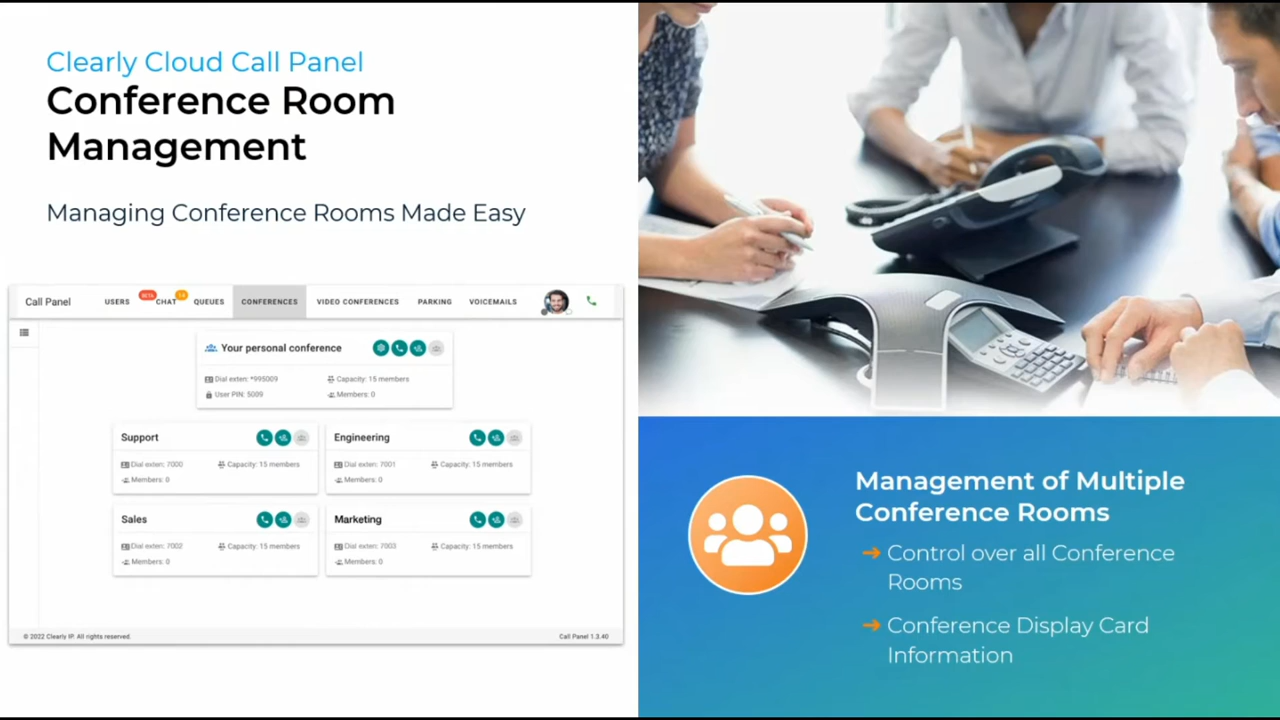 Clearly Cloud Call Panel
Conference Room
Management
Managing Conference Rooms Made Easy
Call Panel USERS BETA CHAT QUEUES CONFERENCES VIDEO CONFERENCES PARKING VOICEMAILS
Your personal conference
Dial exten: *995009 Capacity: 15 members
User PIN: 5009 Members: 0
Support Engineering
Dial exten: 7000 Capacity: 15 members Dial exten: 7001 Capacity: 15 members
Members: 0 Members: 0
Sales Marketing
Dial exten: 7002 Capacity: 15 members Dial exten: 7003 Capacity: 15 members
Members: 0 Members: 0
© 2022 Clearly IP. All rights reserved. Call Panel 1.3.40
Management of Multiple
Conference Rooms
➔ Control over all Conference
Rooms
➔ Conference Display Card
Information